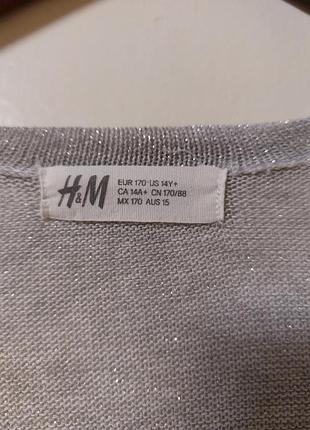 H&M
EUR 170 US 14Y+
CA 14A+ CN 170/88
MX 170 AUS 15